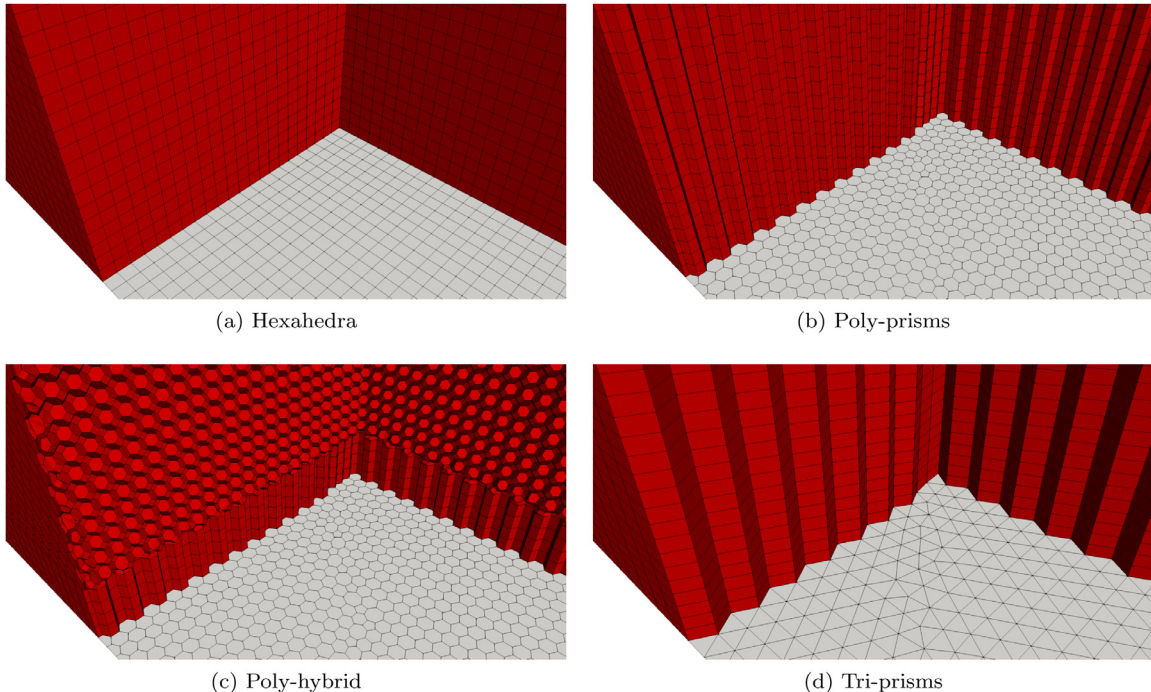 (a) Hexahedra
(b) Poly-prisms
(c) Poly-hybrid
(d) Tri-prisms